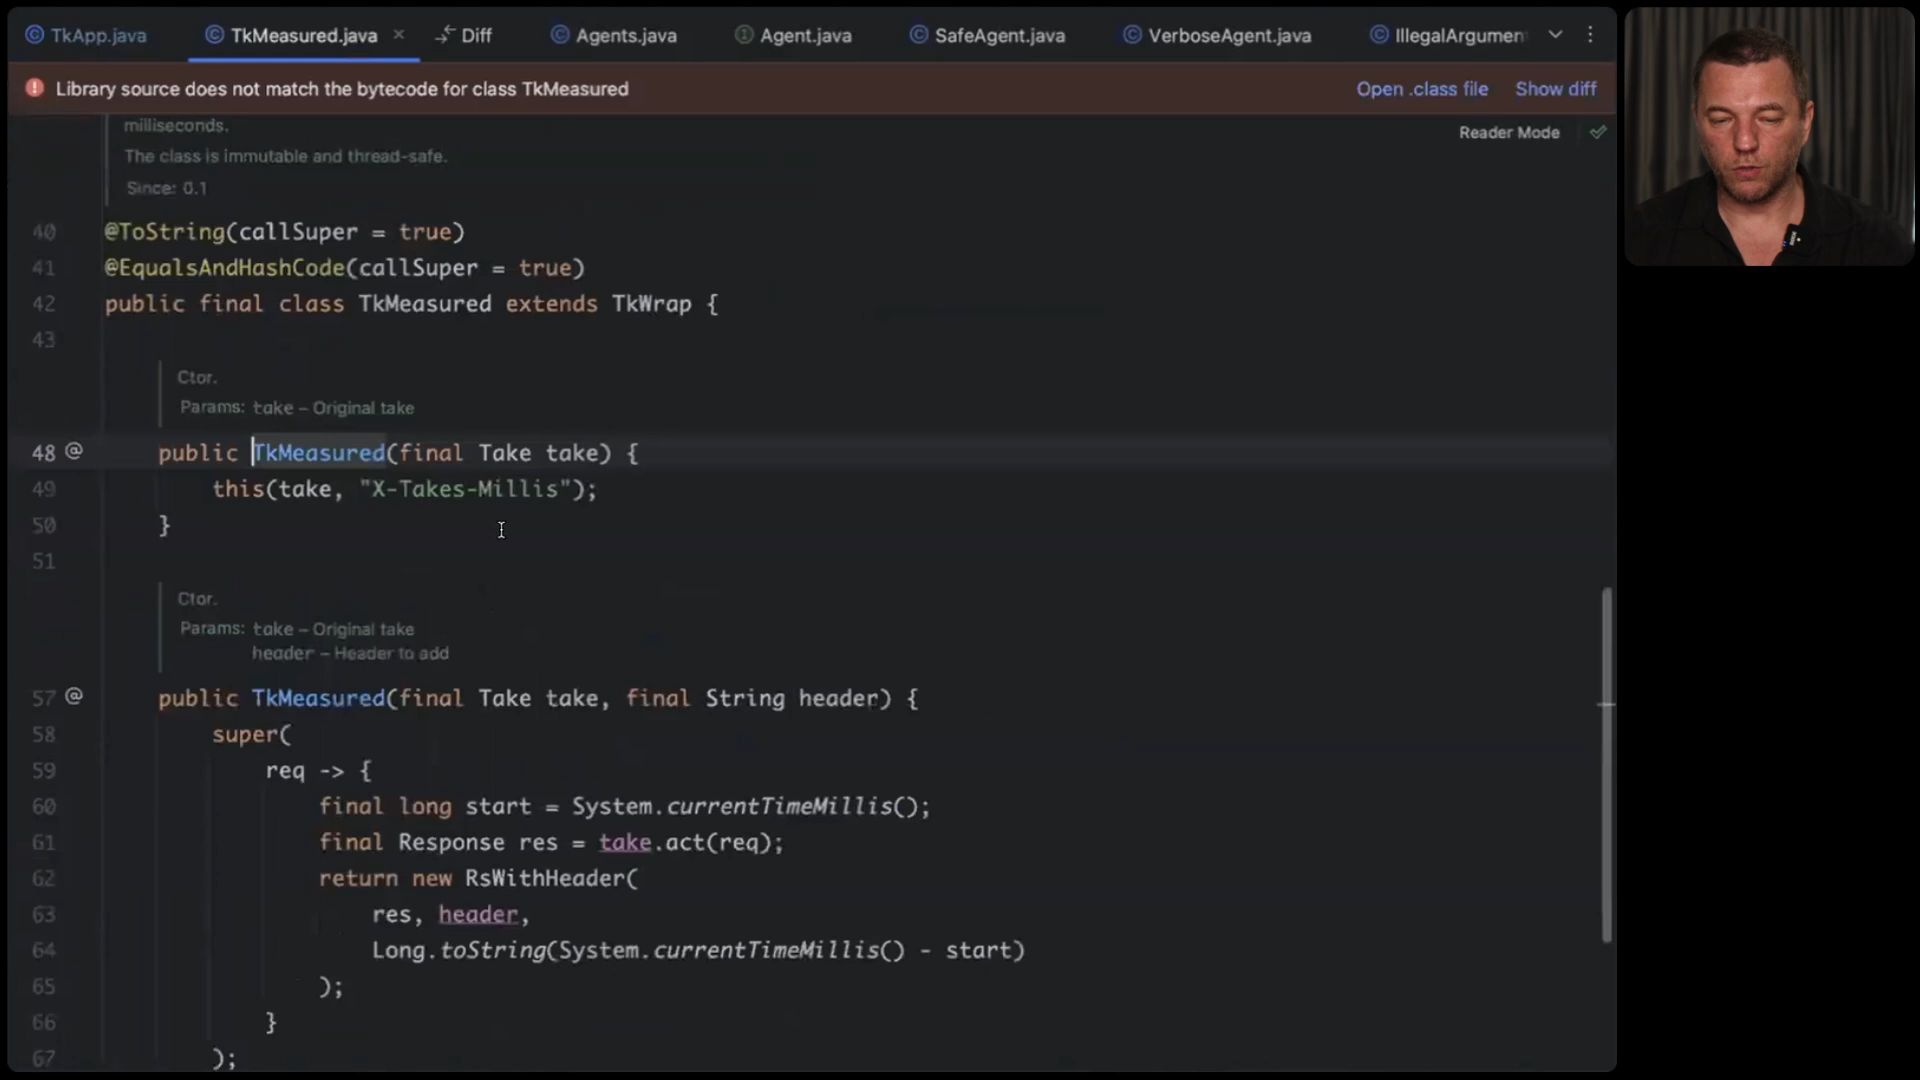 TkApp.java TkMeasured.java × Diff Agents.java Agent.java SafeAgent.java VerboseAgent.java IllegalArgumen
Library source does not match the bytecode for class TkMeasured Open .class file Show diff
milliseconds. Reader Mode
The class is immutable and thread-safe.
Since: 0.1
40 @ToString(callSuper = true)
41 @EqualsAndHashCode(callSuper = true)
42 public final class TkMeasured extends TkWrap {
43
Ctor.
Params: take – Original take
48 @ public TkMeasured(final Take take) {
49 this(take, "X-Takes-Millis");
50 }
51
Ctor.
Params: take – Original take
header – Header to add
57 @ public TkMeasured(final Take take, final String header) {
58 super(
59 req -> {
60 final long start = System.currentTimeMillis();
61 final Response res = take.act(req);
62 return new RsWithHeader(
63 res, header,
64 Long.toString(System.currentTimeMillis() - start)
65 );
66 }
67 );